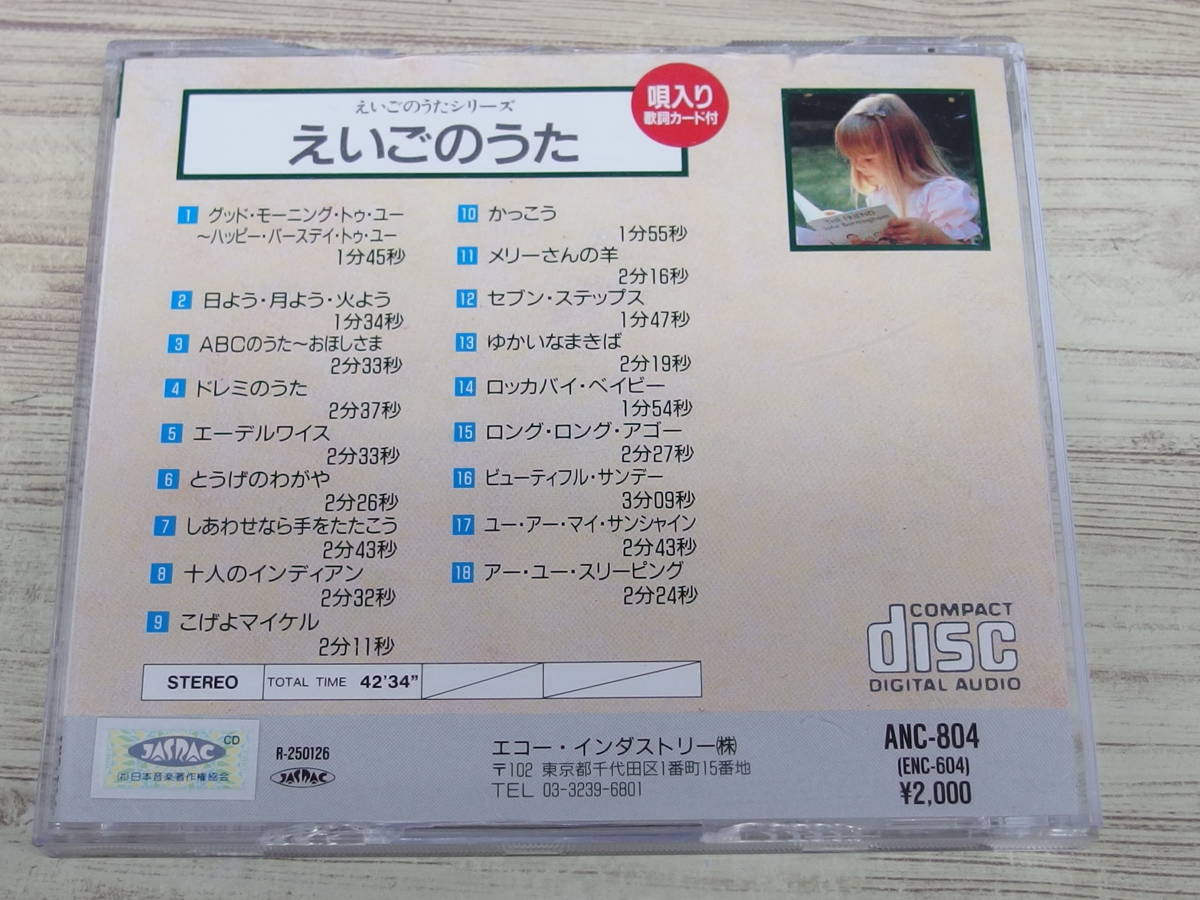 えいごのうたシリーズ
えいごのうた
唄入り
歌詞カード付
1 グッド・モーニング・トゥ・ユー
～ハッピー・バースデイ・トゥ・ユー
1分45秒
2 日よう・月よう・火よう
1分34秒
3 ABCのうた～おほしさま
2分33秒
4 ドレミのうた
2分37秒
5 エーデルワイス
2分33秒
6 とうげのわがや
2分26秒
7 しあわせなら手をたたこう
2分43秒
8 十人のインディアン
2分32秒
9 こげよマイケル
2分11秒
10 かっこう
1分55秒
11 メリーさんの羊
2分16秒
12 セブン・ステップス
1分47秒
13 ゆかいなまきば
2分19秒
14 ロッカバイ・ベイビー
1分54秒
15 ロング・ロング・アゴー
2分27秒
16 ビューティフル・サンデー
3分09秒
17 ユー・アー・マイ・サンシャイン
2分43秒
18 アー・ユー・スリーピング
2分24秒
THE FRIEND
John Burningham
STEREO TOTAL TIME 42'34"
COMPACT
disc
DIGITAL AUDIO
JASRAC CD
㈳日本音楽著作権協会
R-250126
JASRAC
エコー・インダストリー㈱
〒102 東京都千代田区1番町15番地
TEL 03-3239-6801
ANC-804
(ENC-604)
¥2,000